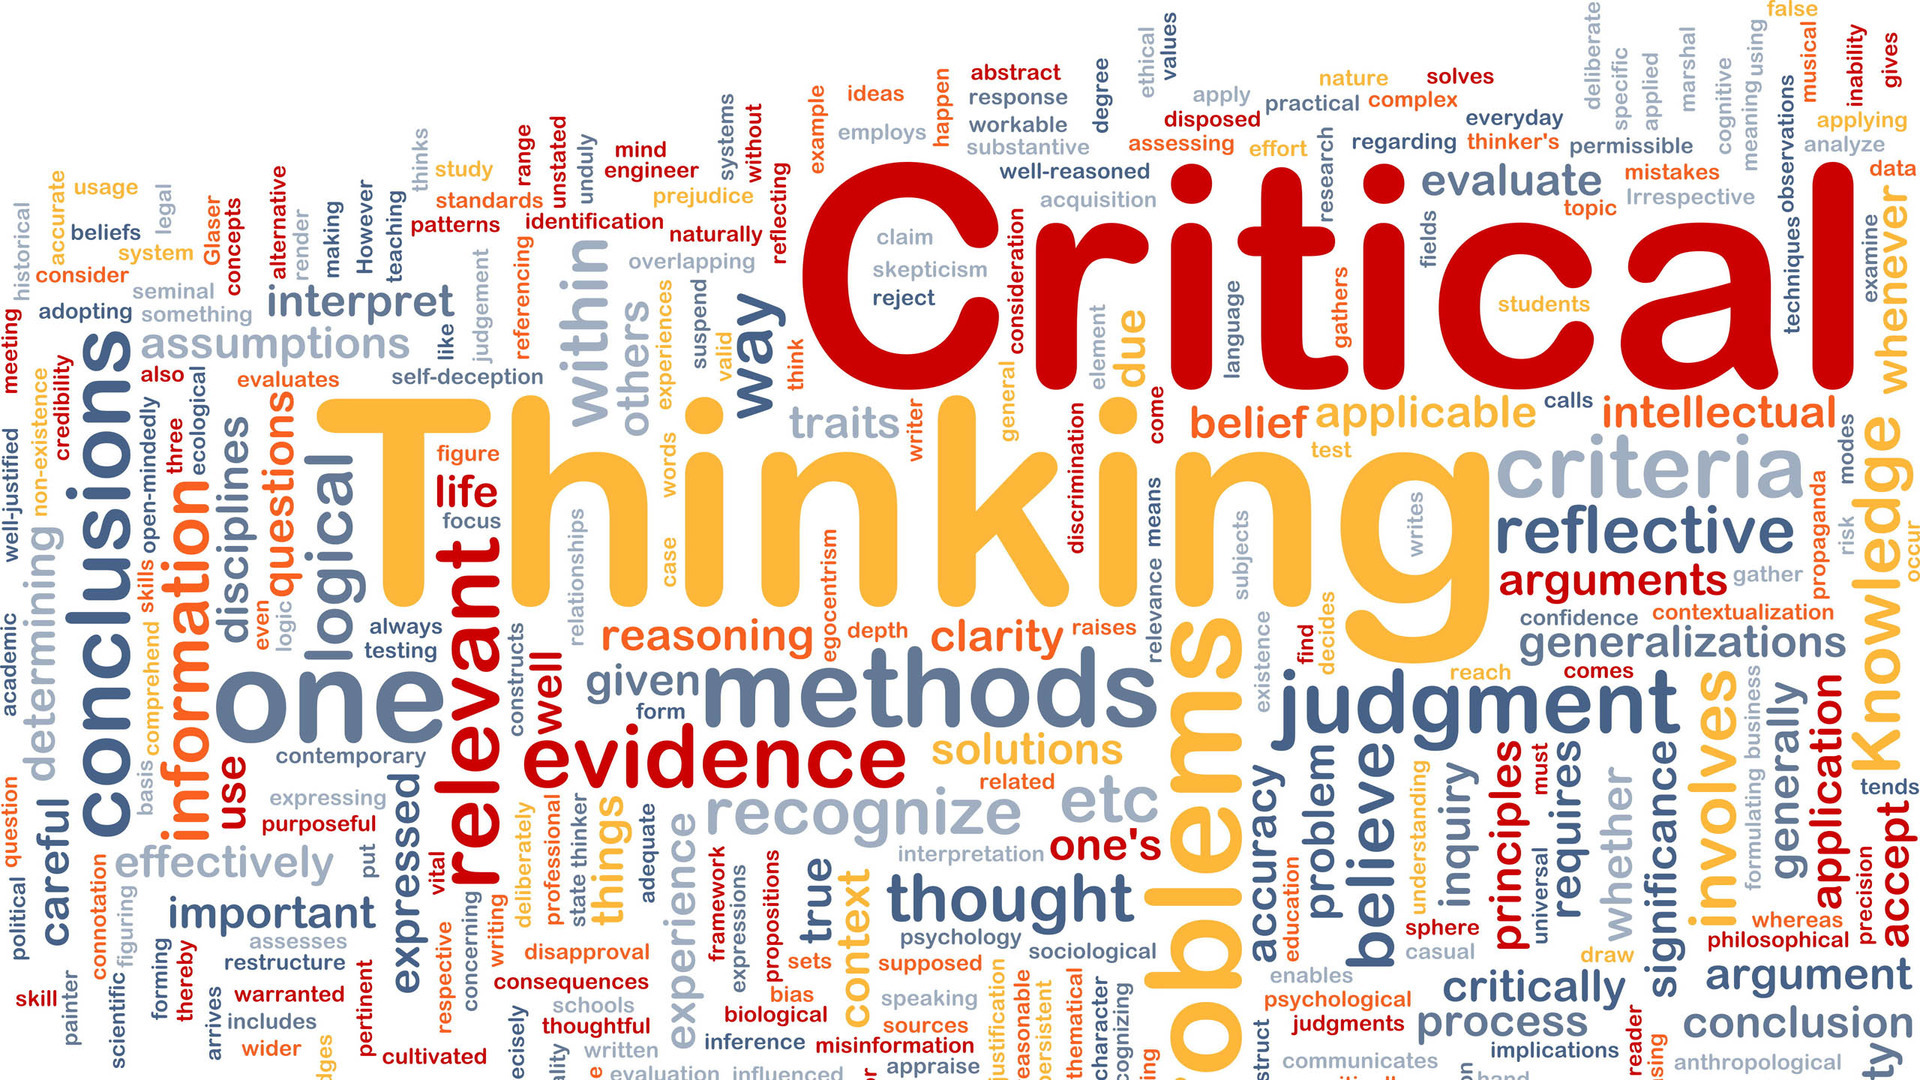 Critical
Thinking
false
deliberate
specific
applied
marshal
cognitive
meaning
using
musical
inability
gives
ethical
values
degree
abstract
response
workable
substantive
well-reasoned
acquisition
ideas
employs
example
happen
apply
disposed
assessing
effort
nature
solves
practical
complex
everyday
regarding
thinker's
permissible
research
observations
applying
analyze
data
evaluate
mistakes
topic
Irrespective
fields
techniques
examine
whenever
thinks
study
standards
patterns
range
unstated
unduly
mind
engineer
systems
without
prejudice
identification
naturally
reflecting
overlapping
historical
accurate
usage
beliefs
legal
system
consider
Glaser
concepts
alternative
render
making
However
teaching
seminal
something
adopting
interpret
assumptions
like
judgement
referencing
within
others
experiences
suspend
valid
way
think
claim
skepticism
reject
consideration
element
due
language
gathers
students
meeting
credibility
non-existence
well-justified
conclusions
also
evaluates
self-deception
open-mindedly
three
ecological
disciplines
questions
logical
information
skills
even
logic
determining
comprehend
basis
academic
figure
life
focus
relevant
words
case
relationships
traits
writer
general
discrimination
come
belief
applicable
calls
intellectual
test
criteria
modes
reflective
arguments
gather
propaganda
risk
Knowledge
occur
confidence
contextualization
generalizations
writes
subjects
relevance
means
egocentrism
reasoning
depth
clarity
raises
always
testing
one
constructs
well
given
form
methods
existence
find
decides
reach
comes
judgment
evidence
solutions
related
contemporary
use
expressing
purposeful
question
careful
effectively
put
expressed
vital
deliberately
professional
state
thinker
things
adequate
recognize
etc
interpretation
one's
oblems
accuracy
problem
believe
understanding
inquiry
principles
must
universal
requires
whether
significance
involves
formulating
business
generally
application
tends
accept
precision
political
connotation
figuring
important
assesses
restructure
forming
thereby
warranted
includes
wider
arrives
pertinent
cultivated
skill
painter
scientific
respective
concerning
writing
disapproval
consequences
schools
thoughtful
written
evaluation
influenced
experience
framework
expressions
propositions
true
sets
bias
biological
inference
misinformation
context
thought
psychology
sociological
supposed
speaking
sources
appraise
reasonable
mathematical
character
education
enables
psychological
judgments
communicates
sphere
casual
draw
critically
process
implications
reader
whereas
philosophical
argument
conclusion
anthropological
hand